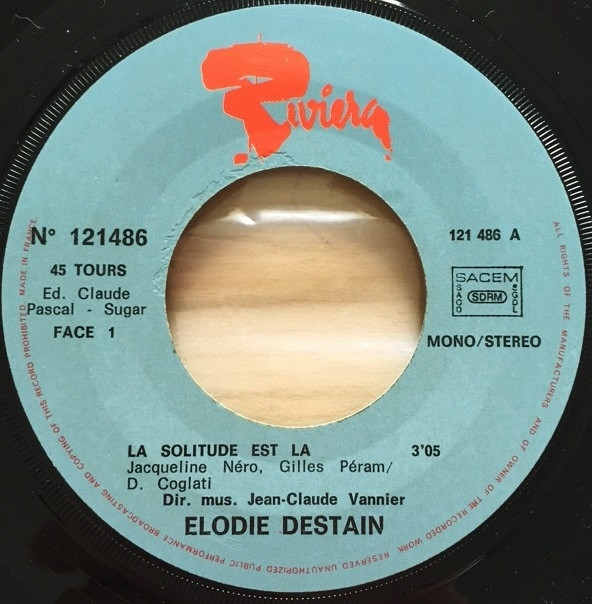 Riviera
N° 121486
45 TOURS
Ed. Claude
Pascal - Sugar
FACE 1
121 486 A
SACEM
SACD
SDRM
SGDL
MONO/STEREO
LA SOLITUDE EST LA 3'05
Jacqueline Néro, Gilles Péram/
D. Coglati
Dir. mus. Jean-Claude Vannier
ELODIE DESTAIN
ALL RIGHTS OF THE MANUFACTURERS AND OF OWNER OF THE RECORDED WORK RESERVED UNAUTHORIZED PUBLIC PERFORMANCE BROADCASTING AND COPYING OF THIS RECORD PROHIBITED. MADE IN FRANCE.